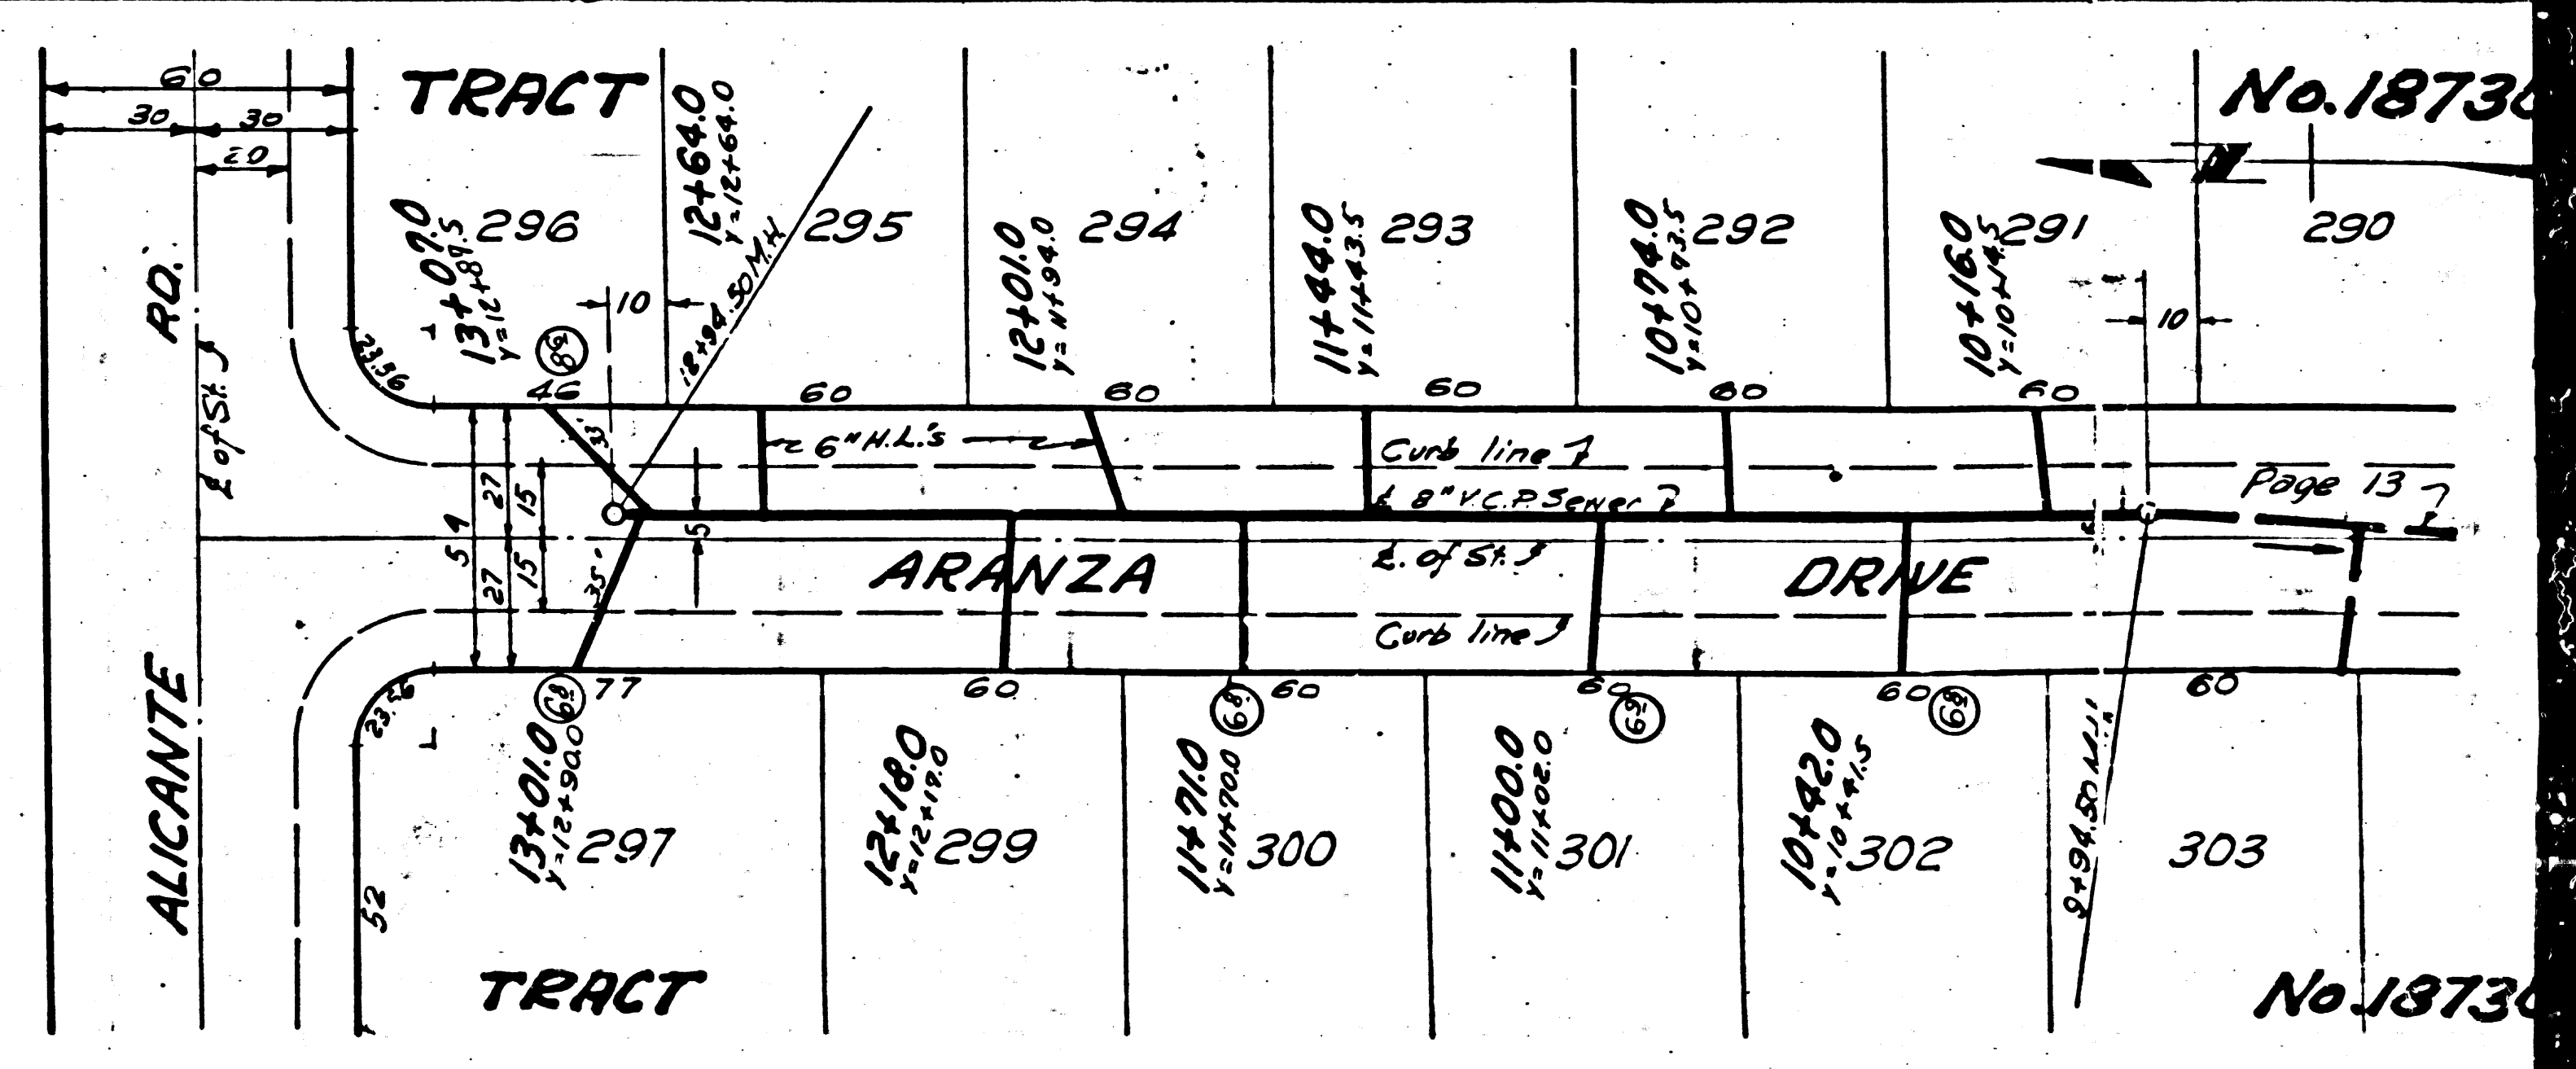 TRACT
No.1873
60
30
30
20
296
295
294
293
292
291
290
13+07.0
Y=12+89.5
12+64.0
Y=12+64.0
12+94.50 M.H.
12+01.0
Y=11+94.0
11+44.0
Y=11+43.5
10+74.0
Y=10+73.5
10+16.0
Y=10+14.5
10
10
RD.
℄ of St.
23.56
46
60
60
60
60
60
33'
6" H.L.'s
Curb line
℄ 8" V.C.P. Sewer
Page 13
54
27
27
15
15
5
35'
ARANZA
℄ of St.
DRIVE
Curb line
23.56
77
60
60
60
60
60
ALICANTE
52
13+01.0
Y=12+90.0
297
12+18.0
Y=12+19.0
299
11+71.0
Y=11+70.0
300
11+00.0
Y=11+02.0
301
10+42.0
Y=10+41.5
302
9+94.50 M.H.
303
TRACT
No.1873